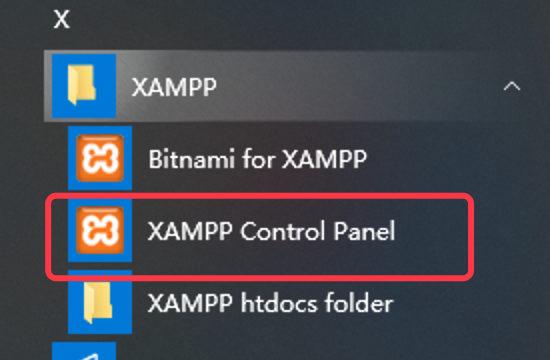 X
XAMPP
Bitnami for XAMPP
XAMPP Control Panel
XAMPP htdocs folder